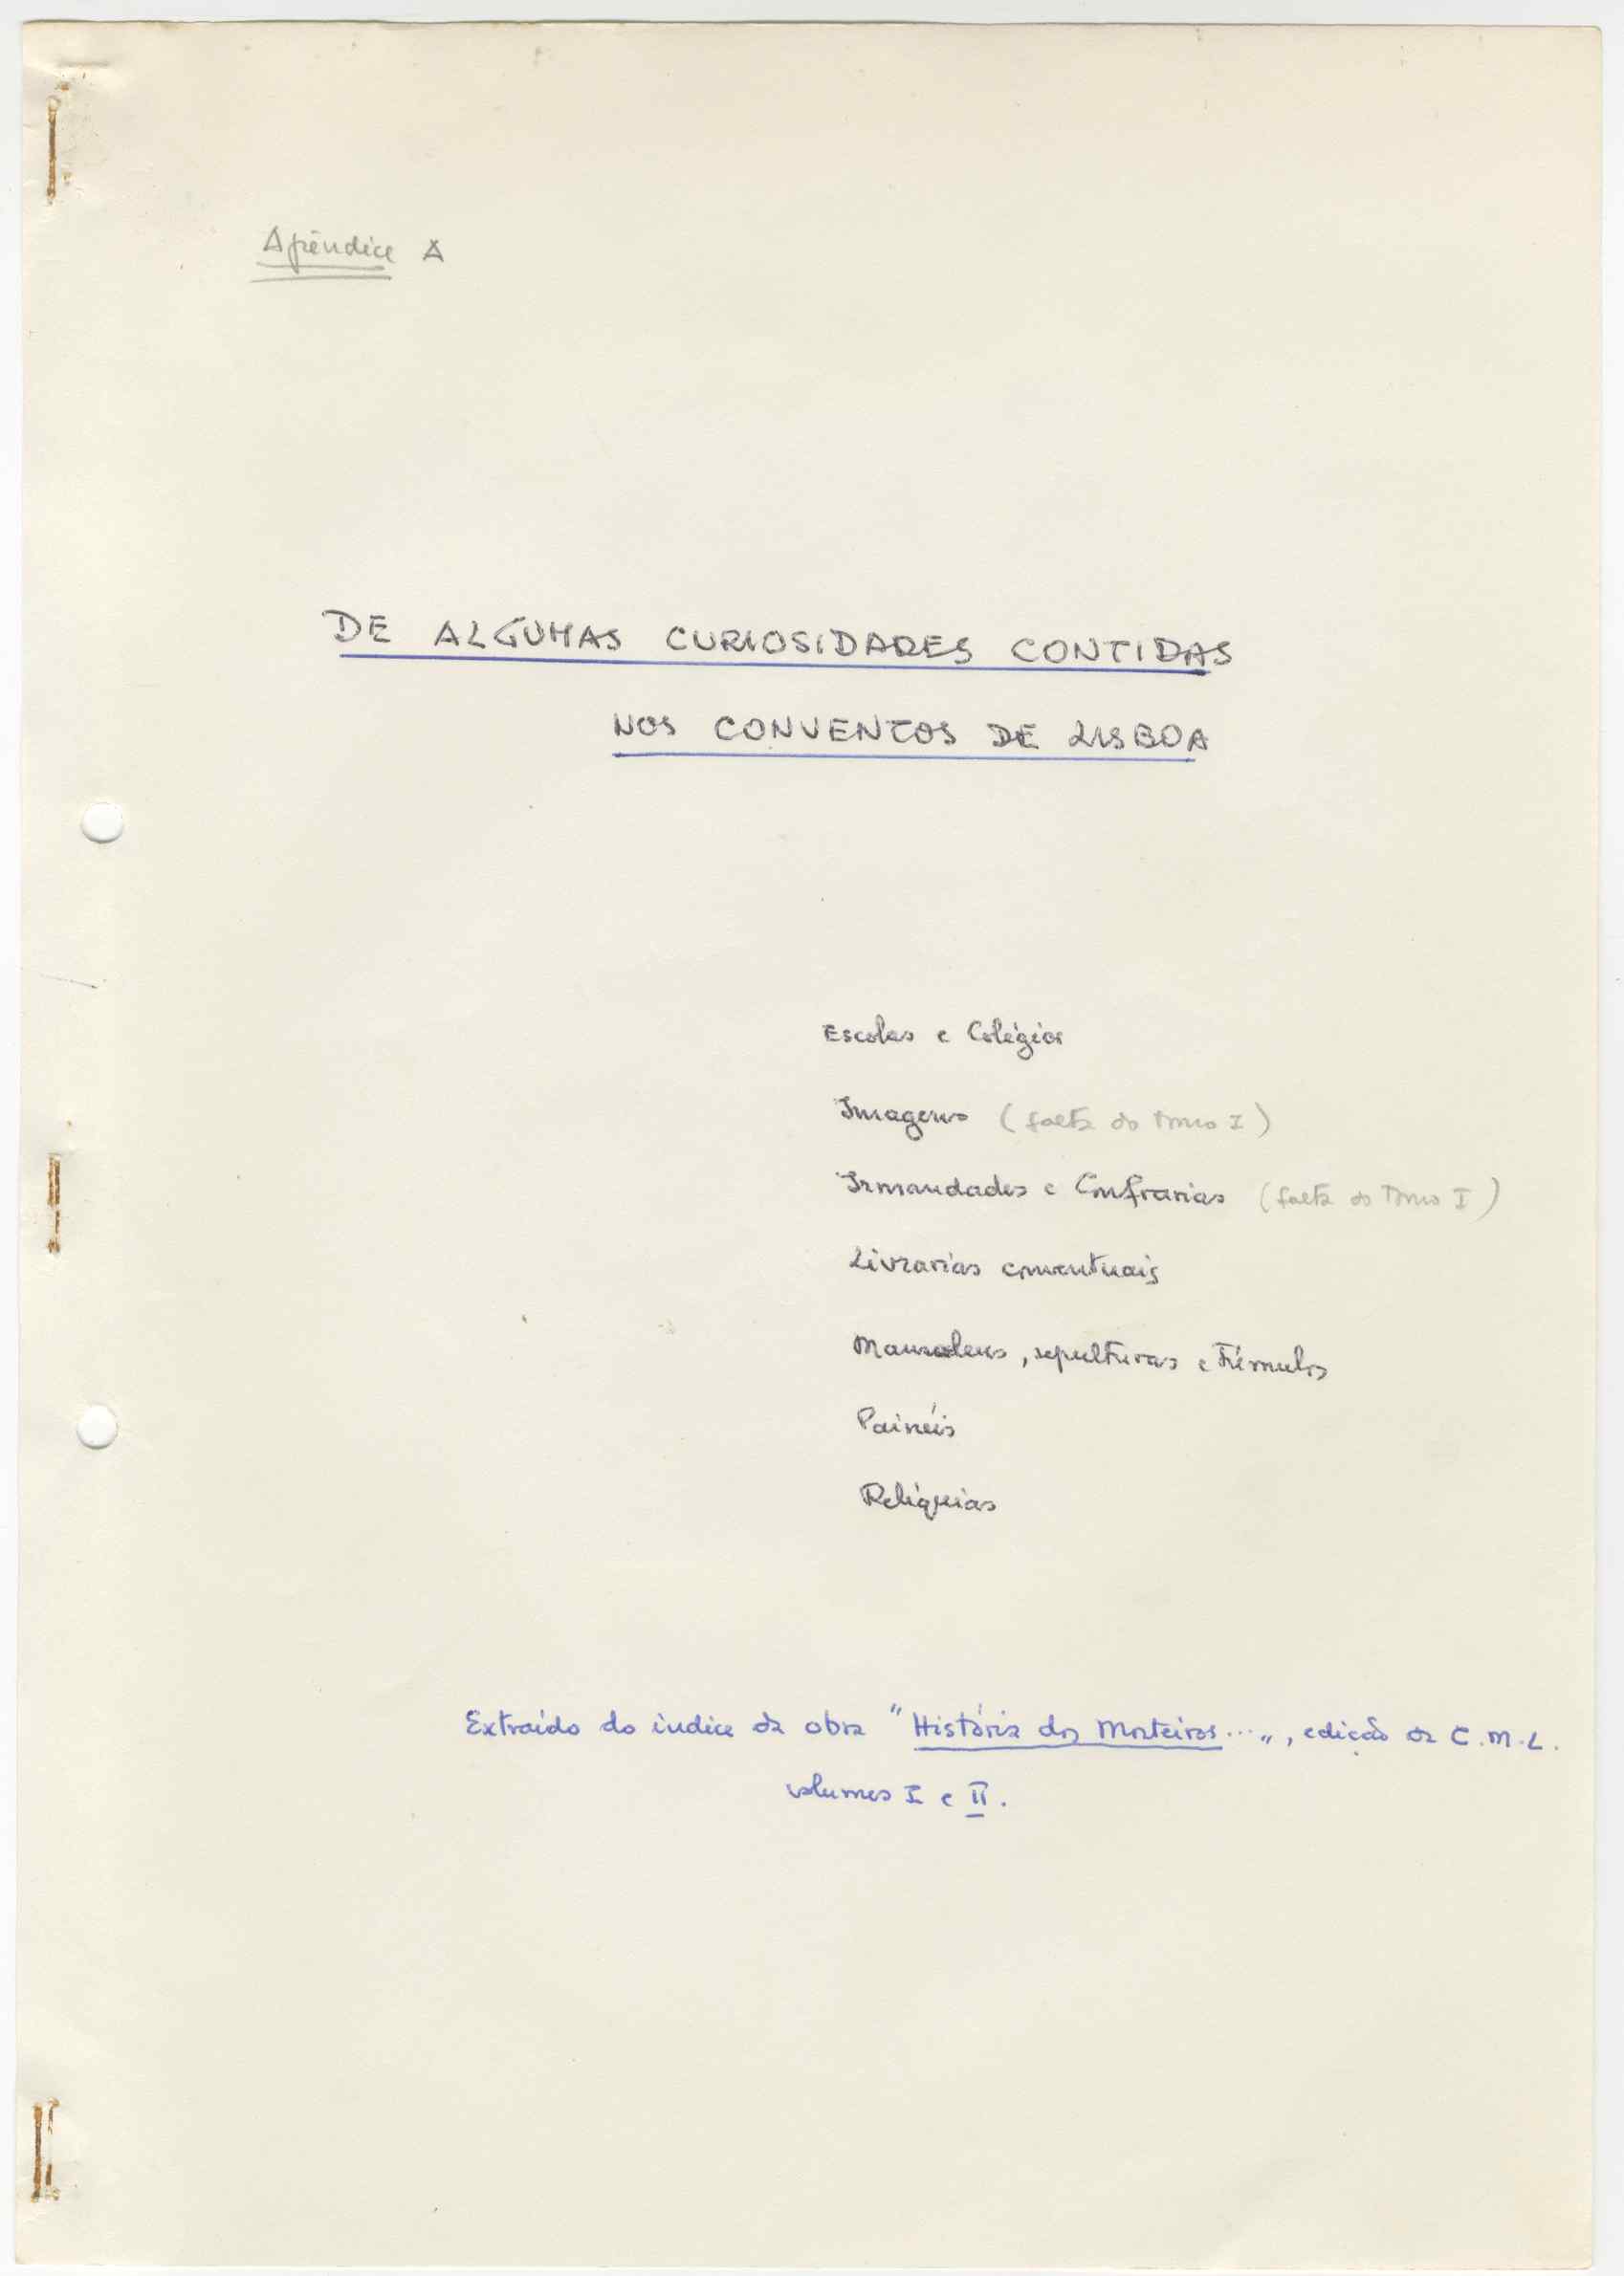 Apêndice A
DE ALGUMAS CURIOSIDADES CONTIDAS
NOS CONVENTOS DE LISBOA
Escolas e Colégios
Imagens (falta do Tomo I)
Irmandades e Confrarias (falta do Tomo I)
Livrarias conventuais
Mausoleus, sepulturas e Túmulos
Painéis
Relíquias
Extraído do índice da obra "História dos Mosteiros...", edição da C.M.L.
volumes I e II.